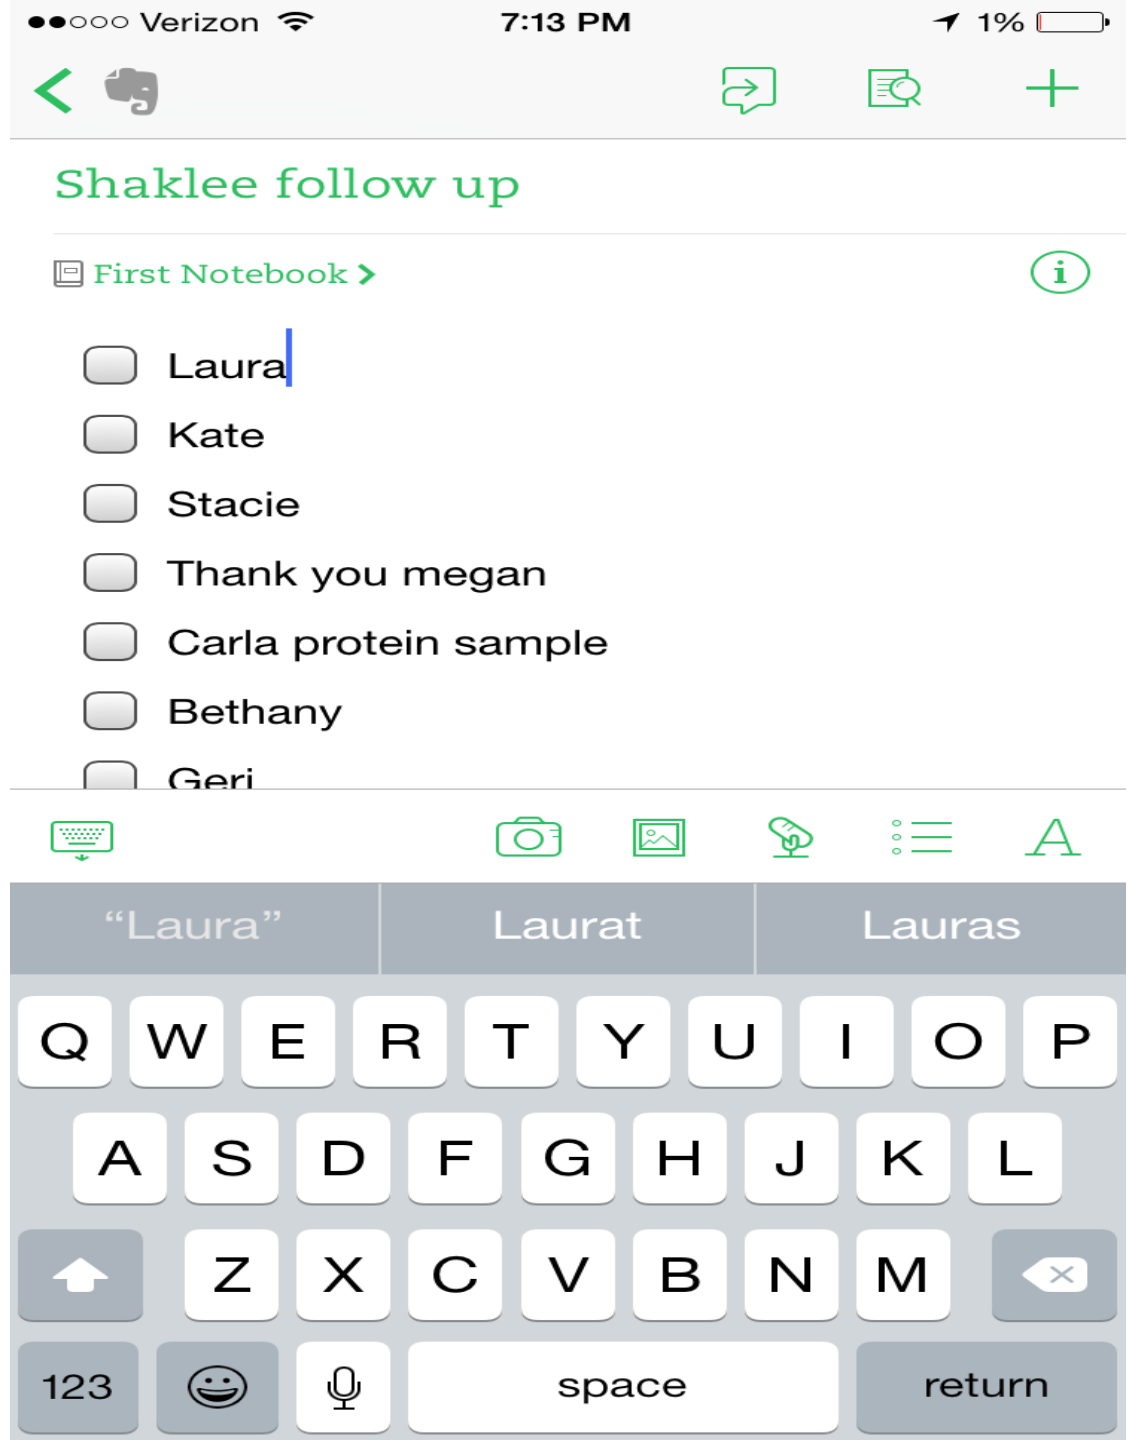 Verizon 7:13 PM 1%
Shaklee follow up
First Notebook
Laura
Kate
Stacie
Thank you megan
Carla protein sample
Bethany
Geri
A
“Laura” Laurat Lauras
Q W E R T Y U I O P
A S D F G H J K L
Z X C V B N M
123 space return